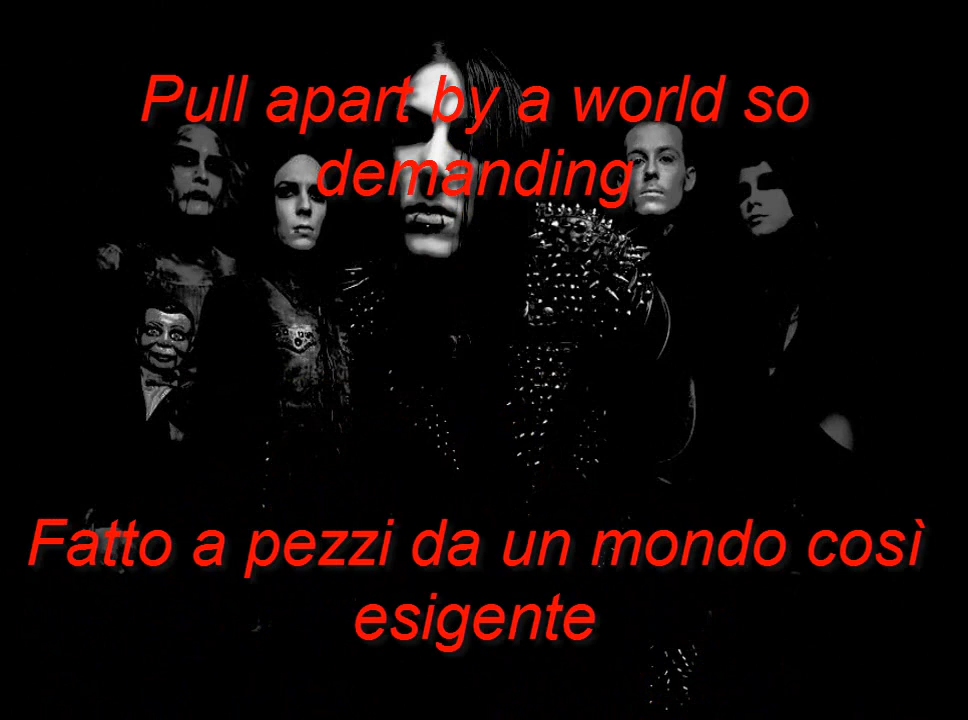 Pull apart by a world so
demanding
Fatto a pezzi da un mondo così
esigente